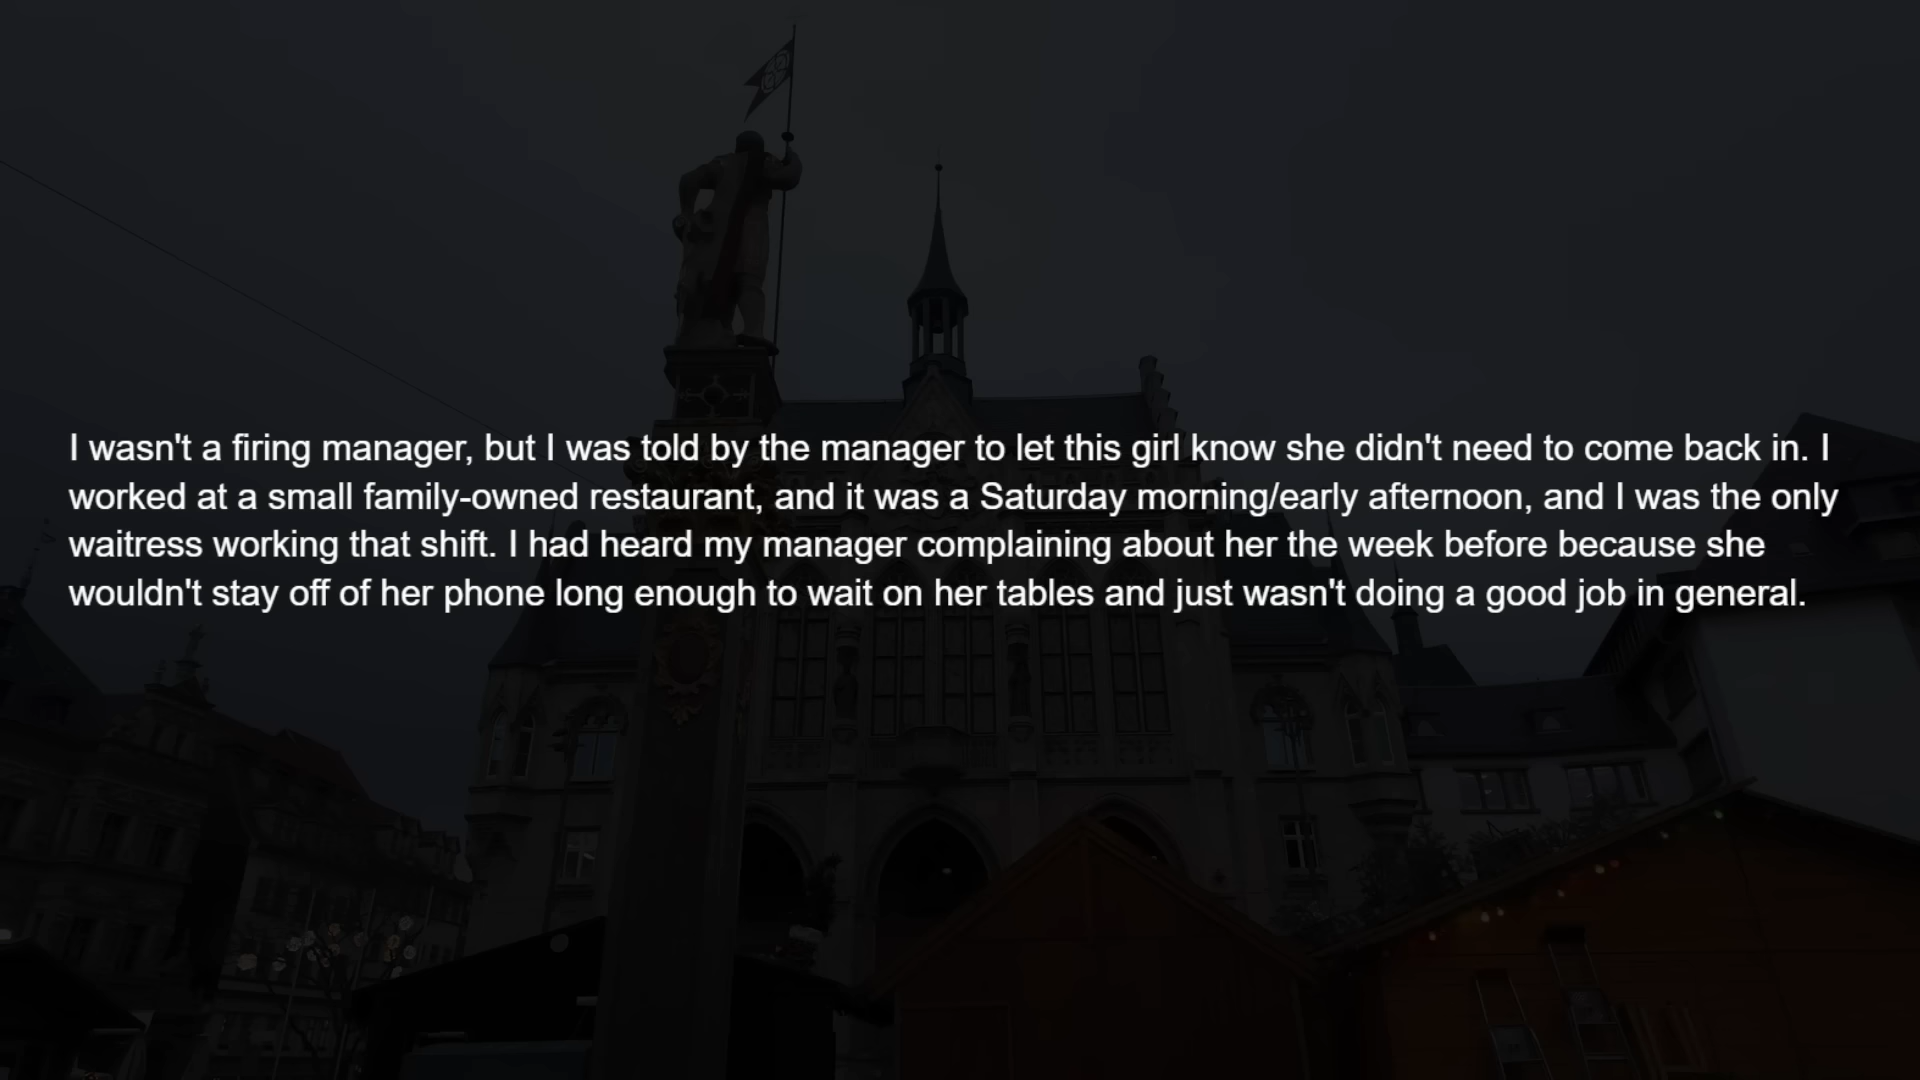 I wasn't a firing manager, but I was told by the manager to let this girl know she didn't need to come back in. I
worked at a small family-owned restaurant, and it was a Saturday morning/early afternoon, and I was the only
waitress working that shift. I had heard my manager complaining about her the week before because she
wouldn't stay off of her phone long enough to wait on her tables and just wasn't doing a good job in general.